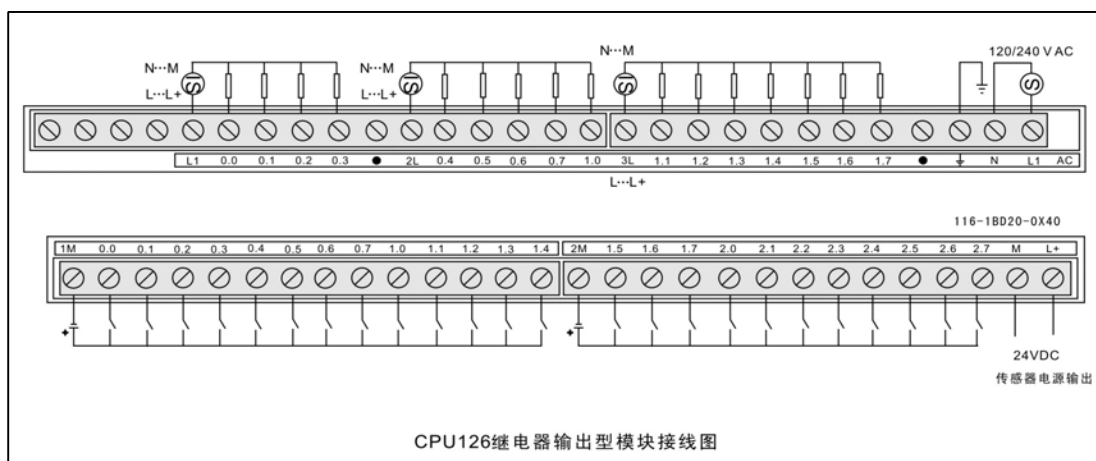 N···M
L···L+
N···M
L···L+
N···M
120/240 V AC
L1 0.0 0.1 0.2 0.3 ● 2L 0.4 0.5 0.6 0.7 1.0 3L 1.1 1.2 1.3 1.4 1.5 1.6 1.7 ● N L1 AC
L···L+
116-1BD20-0X40
1M 0.0 0.1 0.2 0.3 0.4 0.5 0.6 0.7 1.0 1.1 1.2 1.3 1.4 2M 1.5 1.6 1.7 2.0 2.1 2.2 2.3 2.4 2.5 2.6 2.7 M L+
24VDC
传感器电源输出
CPU126继电器输出型模块接线图